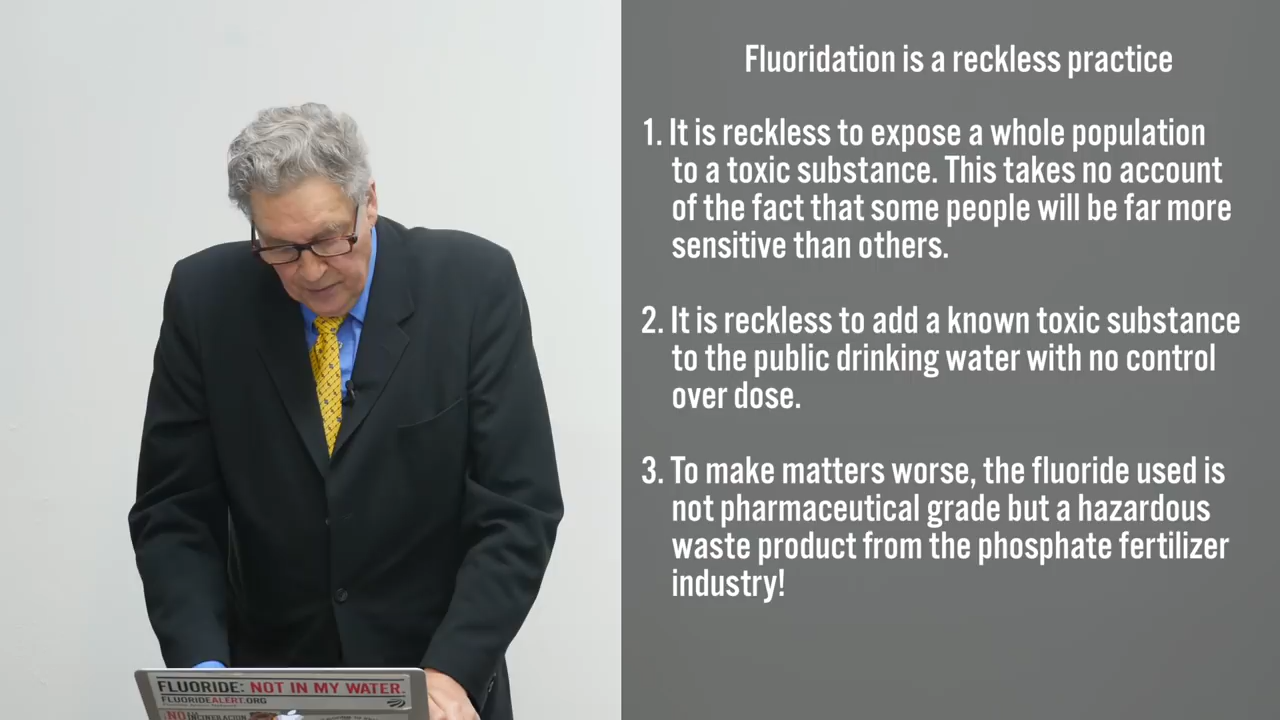 Fluoridation is a reckless practice
1. It is reckless to expose a whole population
to a toxic substance. This takes no account
of the fact that some people will be far more
sensitive than others.
2. It is reckless to add a known toxic substance
to the public drinking water with no control
over dose.
3. To make matters worse, the fluoride used is
not pharmaceutical grade but a hazardous
waste product from the phosphate fertilizer
industry!
FLUORIDE: NOT IN MY WATER.
FLUORIDEALERT.ORG